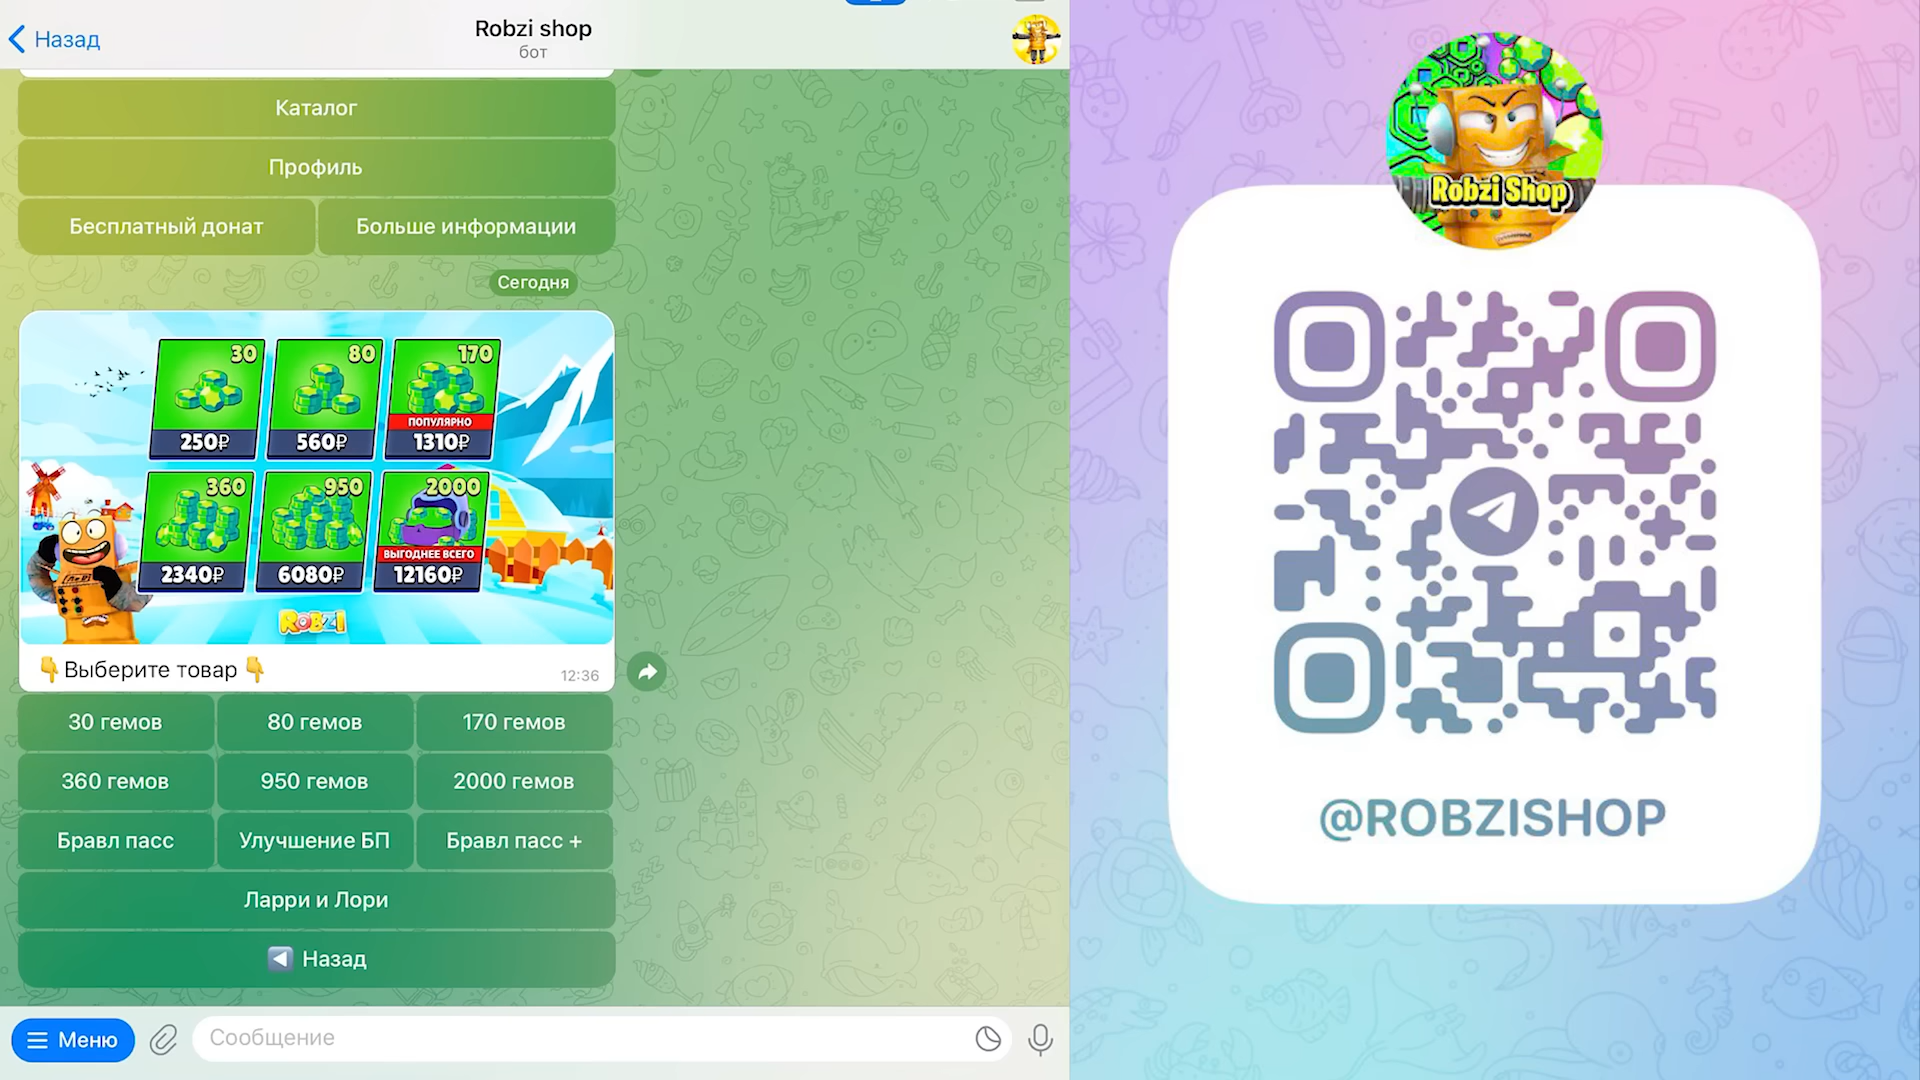 Назад
Robzi shop
бот
Каталог
Профиль
Бесплатный донат
Больше информации
Сегодня
30
80
170
ПОПУЛЯРНО
250₽
560₽
1310₽
360
950
2000
ВЫГОДНЕЕ ВСЕГО
2340₽
6080₽
12160₽
ROBZI
👇Выберите товар👇
12:36
30 гемов
80 гемов
170 гемов
360 гемов
950 гемов
2000 гемов
Бравл пасс
Улучшение БП
Бравл пасс +
Ларри и Лори
◀ Назад
Меню
Сообщение
Robzi Shop
@ROBZISHOP